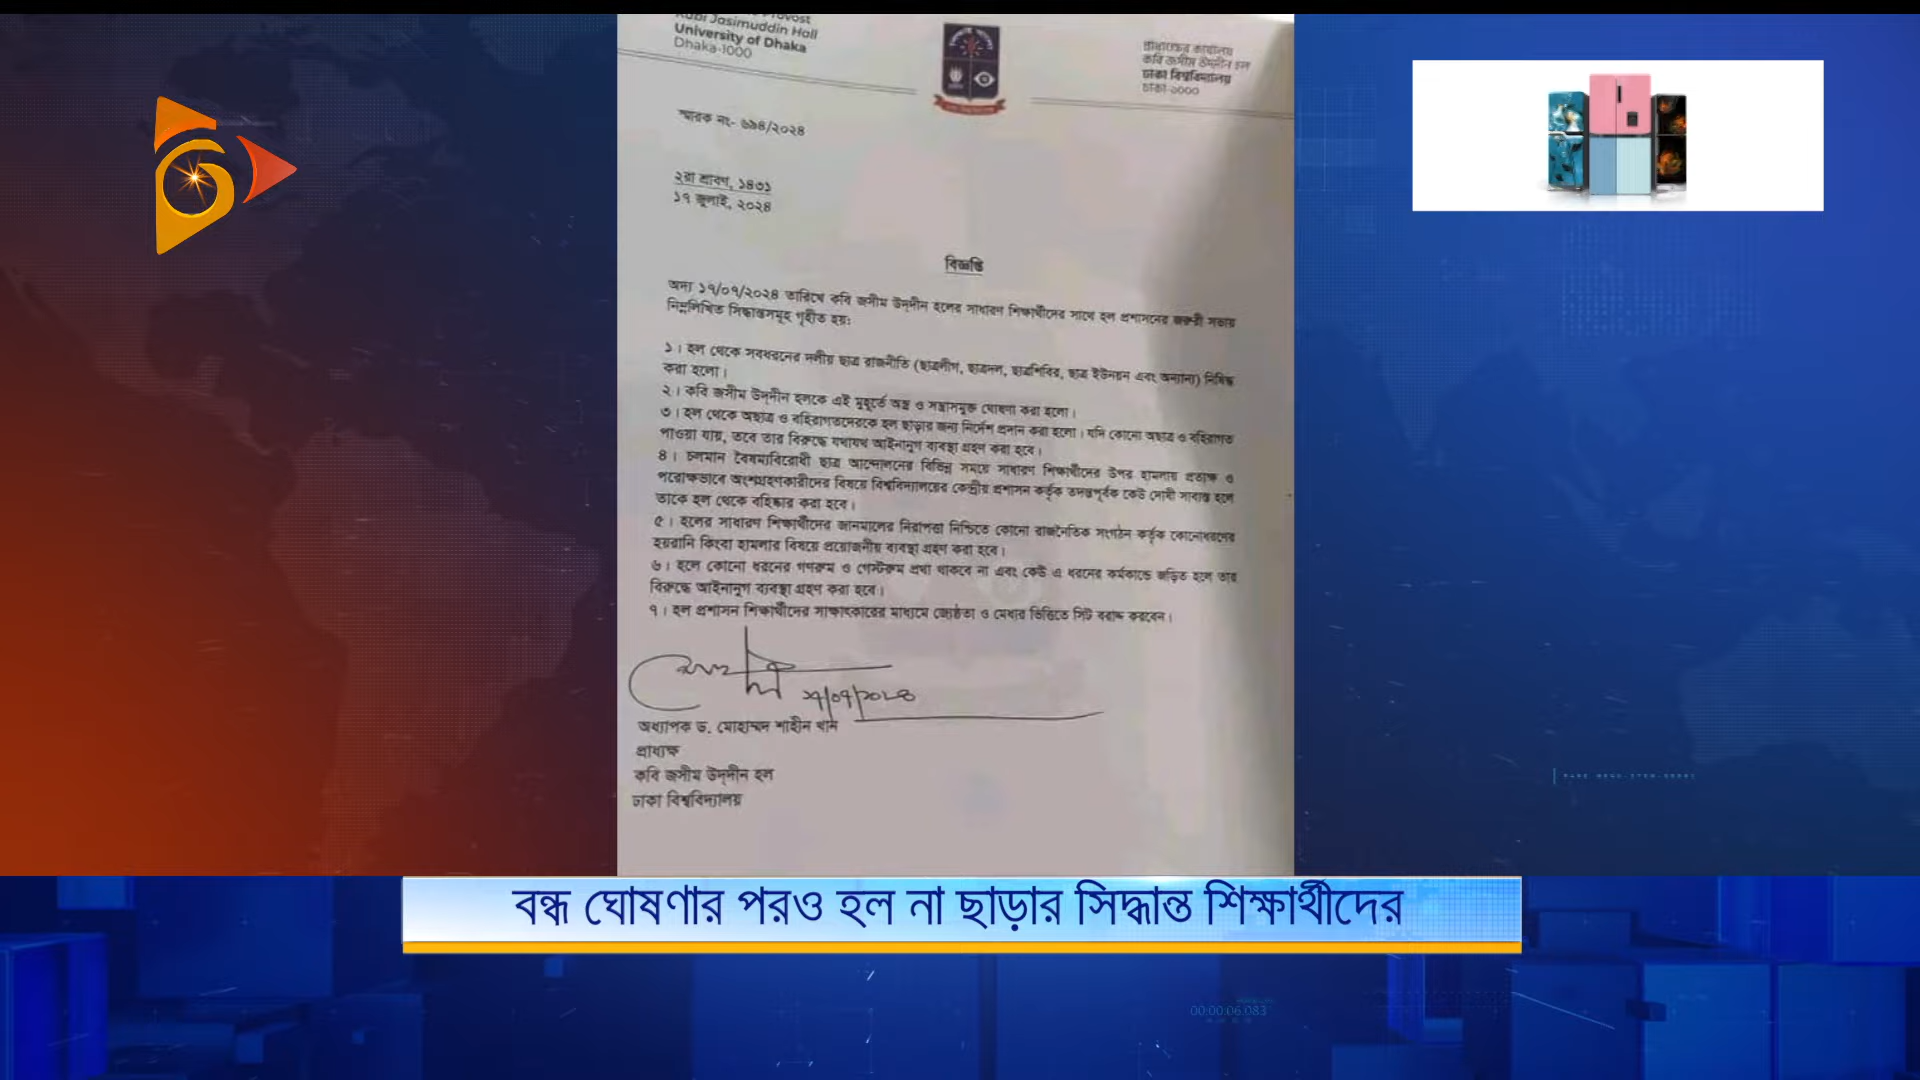 Provost
Kabi Jasimuddin Hall
University of Dhaka
Dhaka-1000
প্রাধ্যক্ষের কার্যালয়
কবি জসীম উদ্‌দীন হল
ঢাকা বিশ্ববিদ্যালয়
ঢাকা-১০০০
স্মারক নং- ৬৯৪/২০২৪
২রা শ্রাবণ, ১৪৩১
১৭ জুলাই, ২০২৪
বিজ্ঞপ্তি
অদ্য ১৭/০৭/২০২৪ তারিখে কবি জসীম উদ্‌দীন হলের সাধারণ শিক্ষার্থীদের সাথে হল প্রশাসনের জরুরী সভায়
নিম্নলিখিত সিদ্ধান্তসমূহ গৃহীত হয়:
১। হল থেকে সবধরনের দলীয় ছাত্র রাজনীতি (ছাত্রলীগ, ছাত্রদল, ছাত্রশিবির, ছাত্র ইউনিয়ন এবং অন্যান্য) নিষিদ্ধ
করা হলো।
২। কবি জসীম উদ্‌দীন হলকে এই মুহূর্তে অস্ত্র ও সন্ত্রাসমুক্ত ঘোষণা করা হলো।
৩। হল থেকে অছাত্র ও বহিরাগতদেরকে হল ছাড়ার জন্য নির্দেশ প্রদান করা হলো। যদি কোনো অছাত্র ও বহিরাগত
পাওয়া যায়, তবে তার বিরুদ্ধে যথাযথ আইনানুগ ব্যবস্থা গ্রহণ করা হবে।
৪। চলমান বৈষম্যবিরোধী ছাত্র আন্দোলনের বিভিন্ন সময়ে সাধারণ শিক্ষার্থীদের উপর হামলায় প্রত্যক্ষ ও
পরোক্ষভাবে অংশগ্রহণকারীদের বিষয়ে বিশ্ববিদ্যালয়ের কেন্দ্রীয় প্রশাসন কর্তৃক তদন্তপূর্বক কেউ দোষী সাব্যস্ত হলে
তাকে হল থেকে বহিষ্কার করা হবে।
৫। হলের সাধারণ শিক্ষার্থীদের জানমালের নিরাপত্তা নিশ্চিতে কোনো রাজনৈতিক সংগঠন কর্তৃক কোনোধরনের
হয়রানি কিংবা হামলার বিষয়ে প্রয়োজনীয় ব্যবস্থা গ্রহণ করা হবে।
৬। হলে কোনো ধরনের গণরুম ও গেস্টরুম প্রথা থাকবে না এবং কেউ এ ধরনের কর্মকান্ডে জড়িত হলে তার
বিরুদ্ধে আইনানুগ ব্যবস্থা গ্রহণ করা হবে।
৭। হল প্রশাসন শিক্ষার্থীদের সাক্ষাৎকারের মাধ্যমে জ্যেষ্ঠতা ও মেধার ভিত্তিতে সিট বরাদ্দ করবেন।
১৭/০৭/২০২৪
অধ্যাপক ড. মোহাম্মদ শাহীন খান
প্রাধ্যক্ষ
কবি জসীম উদ্‌দীন হল
ঢাকা বিশ্ববিদ্যালয়
বন্ধ ঘোষণার পরও হল না ছাড়ার সিদ্ধান্ত শিক্ষার্থীদের
00:00:06:083